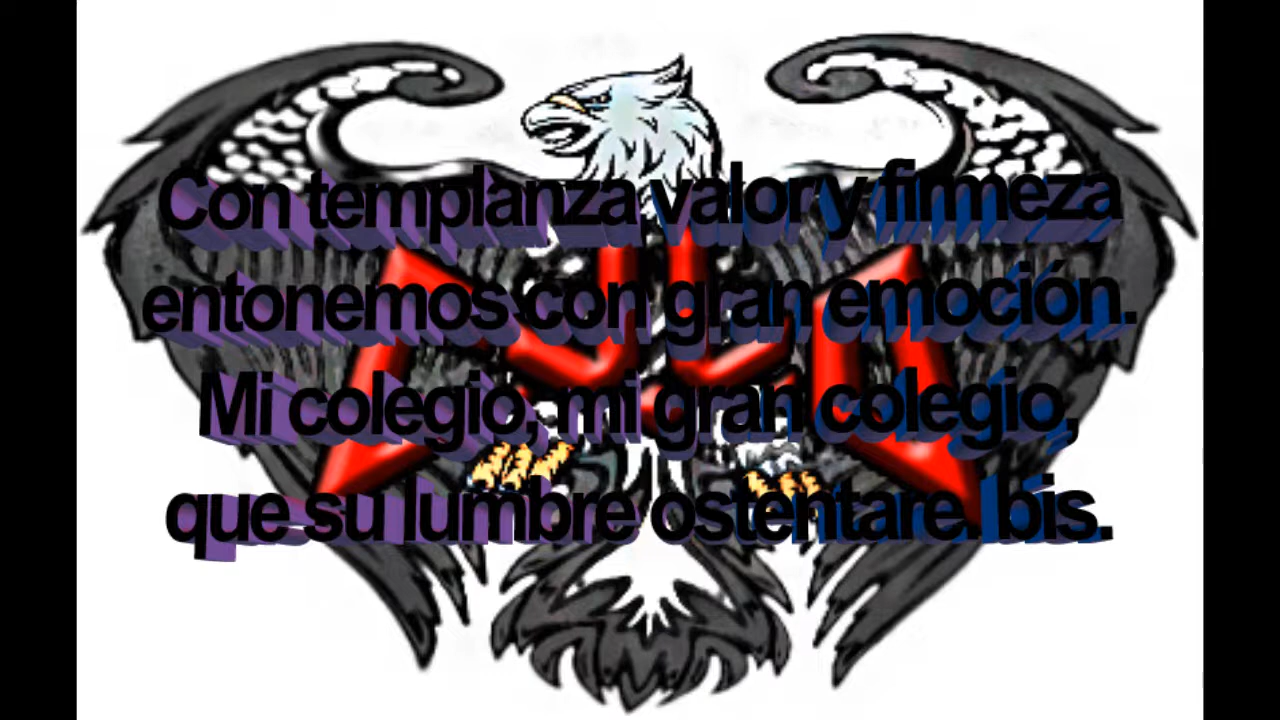 Con templanza valor y firmeza
entonemos con gran emoción.
Mi colegio, mi gran colegio,
que su lumbre ostentare. bis.